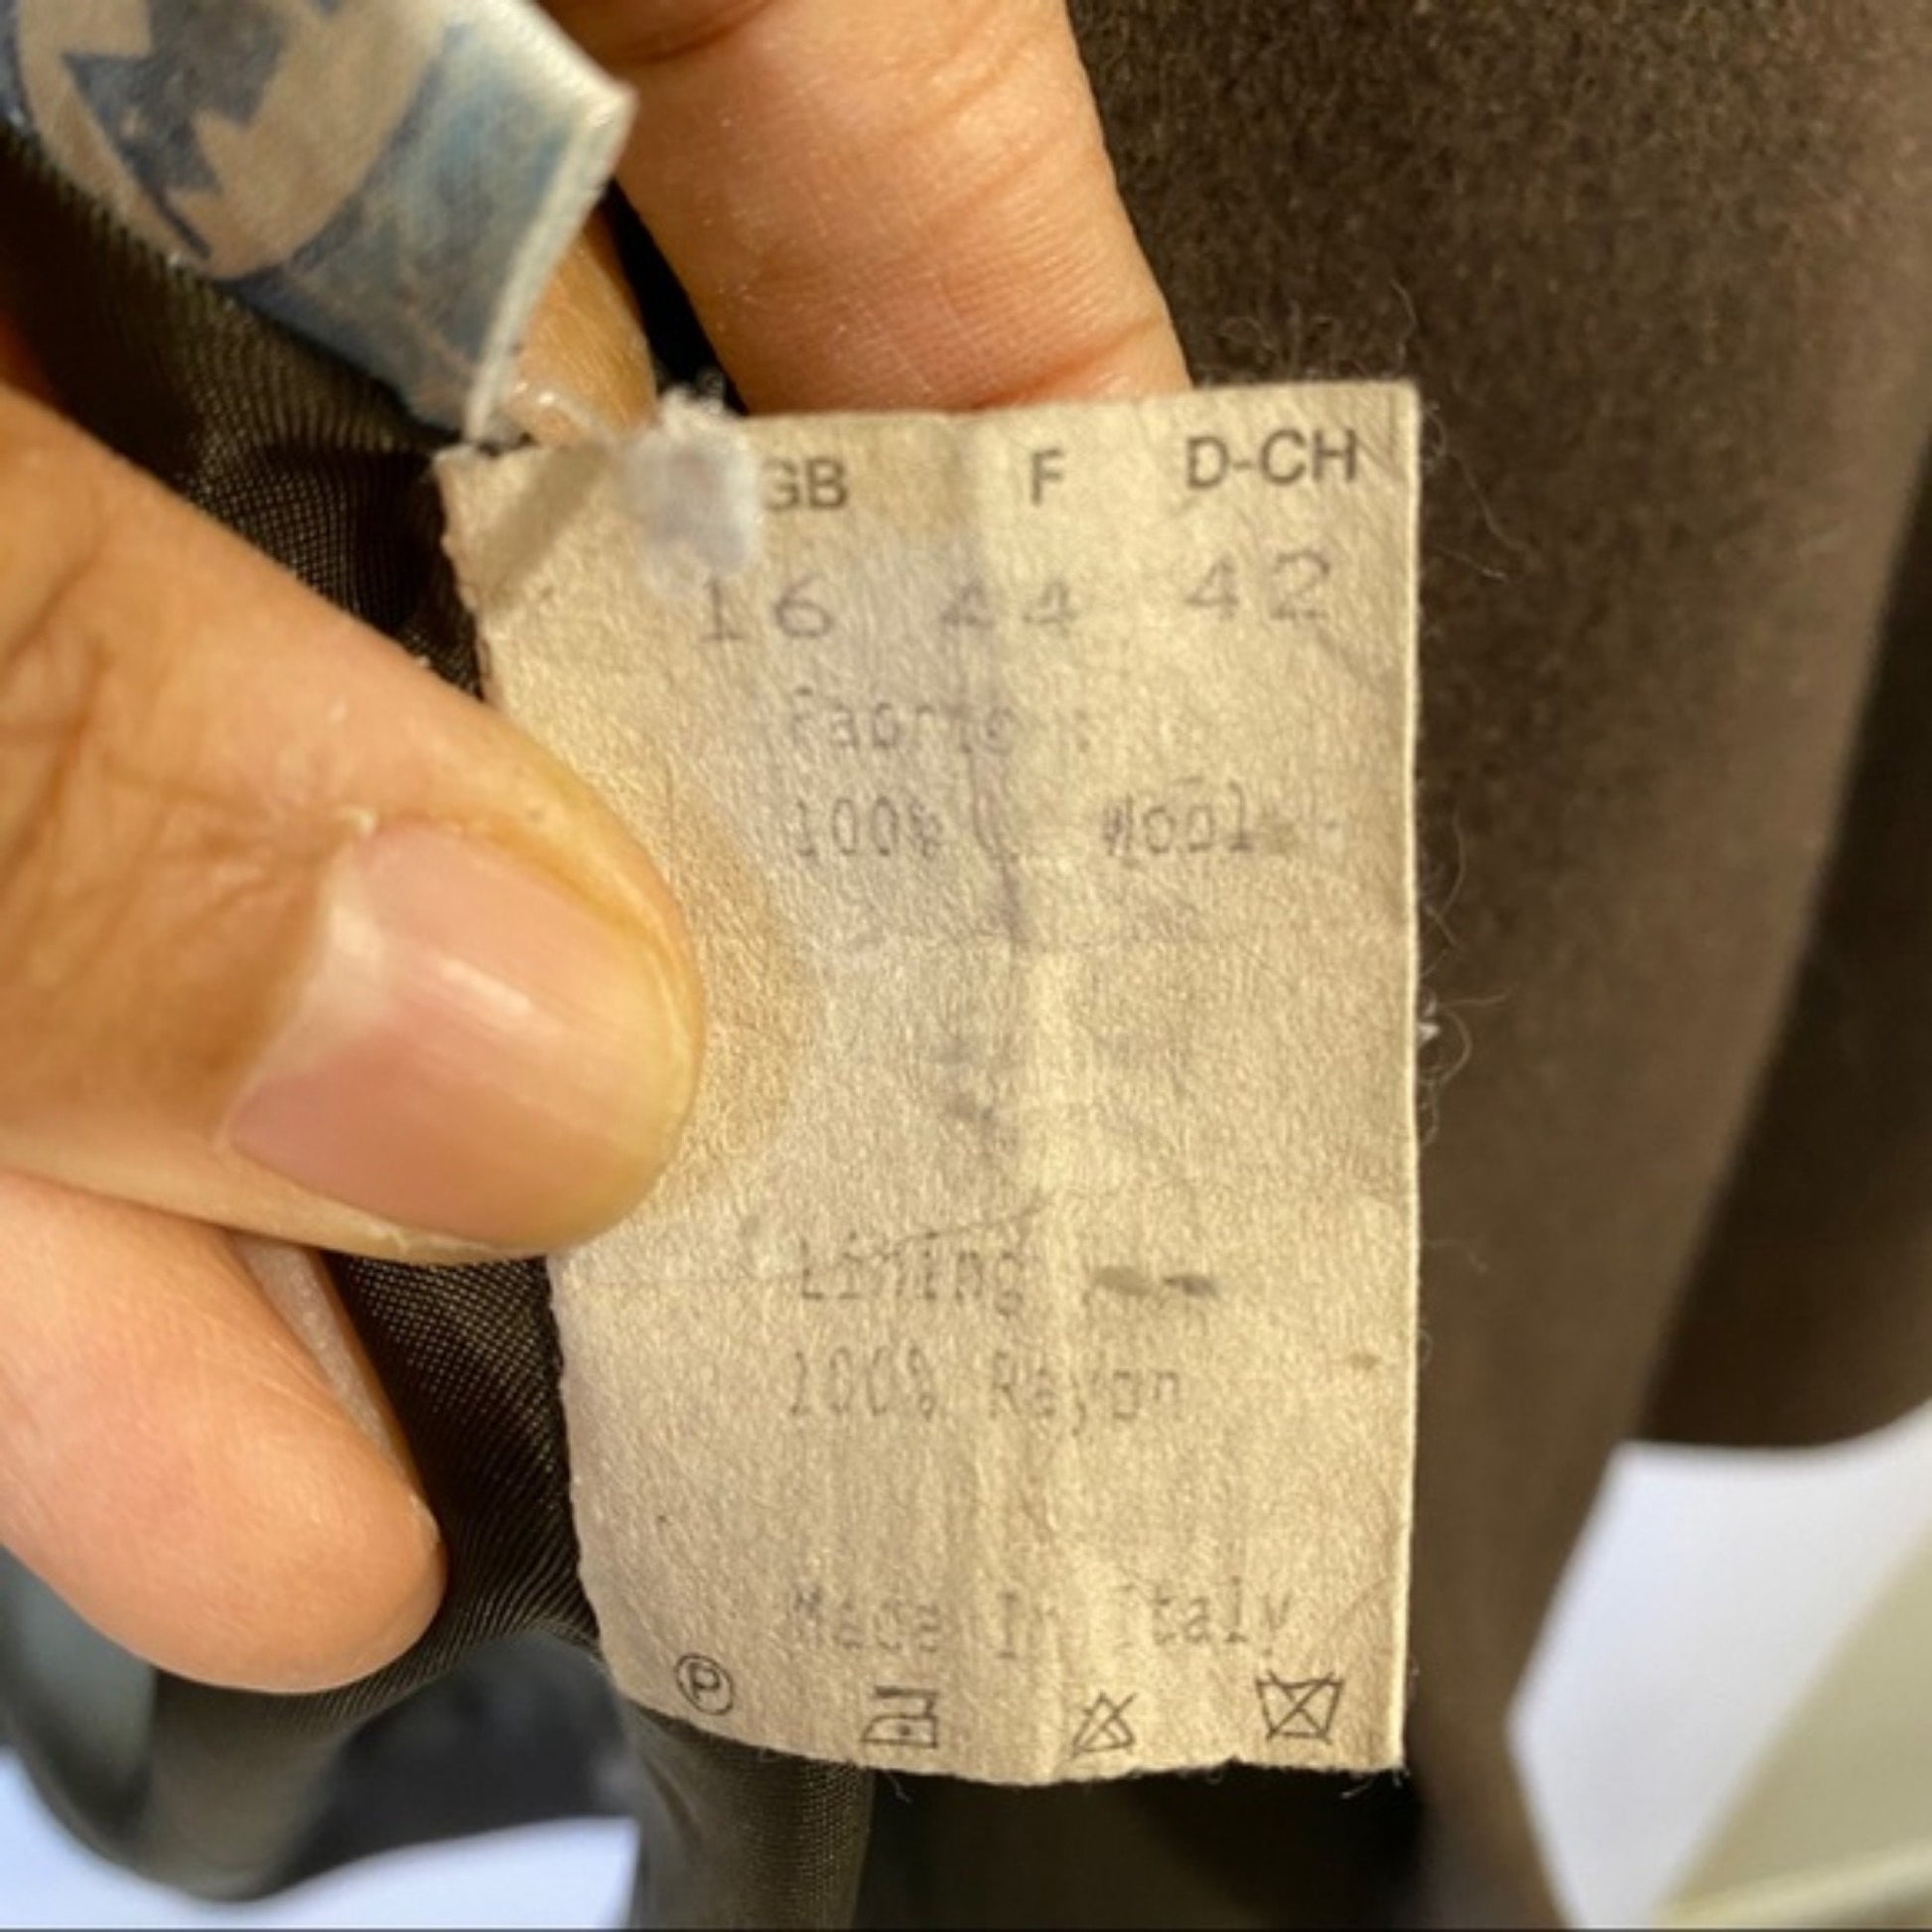 GB F D-CH
16 44 42
Fabric :
100% Wool
Lining
100% Rayon
Made In Italy
P